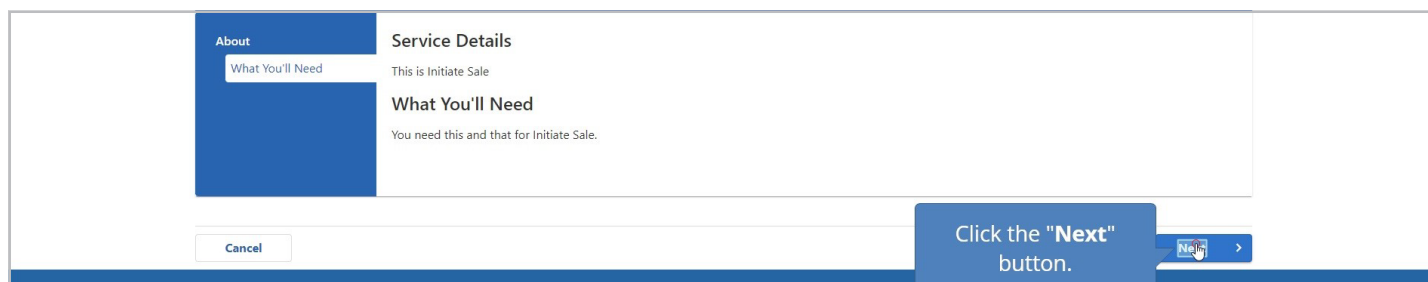 About
What You'll Need
Service Details
This is Initiate Sale
What You'll Need
You need this and that for Initiate Sale.
Cancel
Click the "Next"
button.
Next